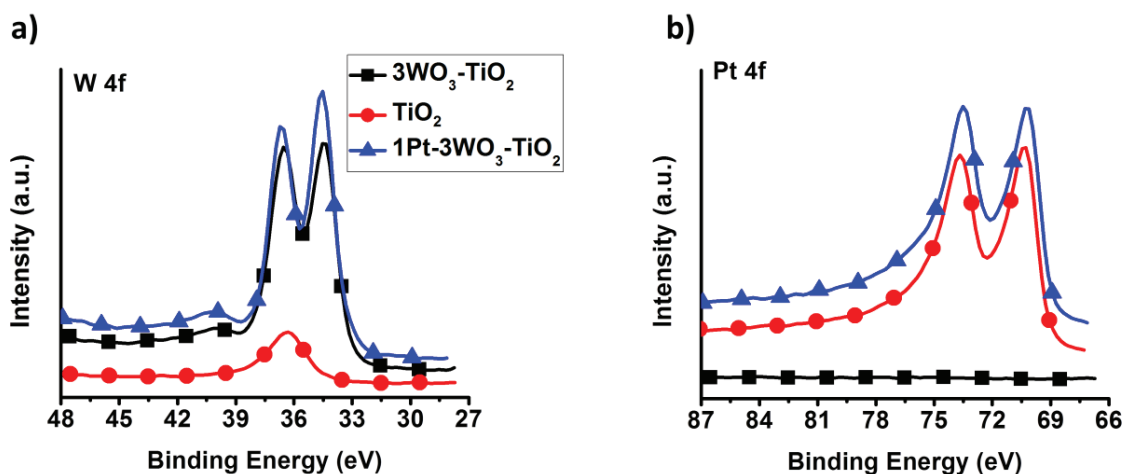 a)
W 4f
3WO₃-TiO₂
TiO₂
1Pt-3WO₃-TiO₂
Intensity (a.u.)
48 45 42 39 36 33 30 27
Binding Energy (eV)
b)
Pt 4f
Intensity (a.u.)
87 84 81 78 75 72 69 66
Binding Energy (eV)